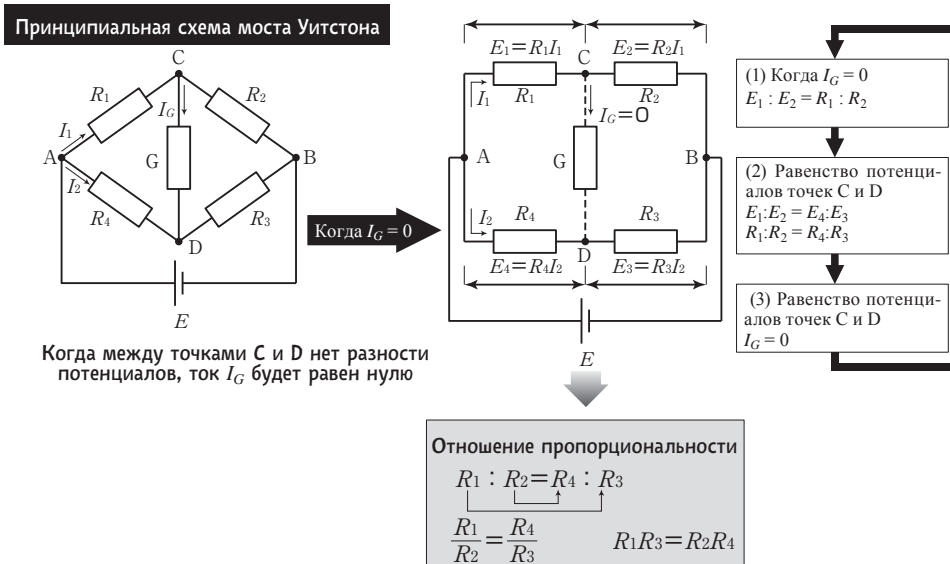 Принципиальная схема моста Уитстона
C
R1
R2
IG
I1
A
G
B
I2
R4
R3
D
E
Когда между точками C и D нет разности
потенциалов, ток IG будет равен нулю
Когда IG = 0
E1=R1I1
C
E2=R2I1
I1
R1
R2
IG=0
A
G
B
I2
R4
R3
D
E4=R4I2
E3=R3I2
E
(1) Когда IG = 0
E1 : E2 = R1 : R2
(2) Равенство потенци-
алов точек C и D
E1:E2 = E4:E3
R1:R2 = R4:R3
(3) Равенство потенци-
алов точек C и D
IG = 0
Отношение пропорциональности
R1 : R2=R4 : R3
R1/R2=R4/R3
R1R3=R2R4